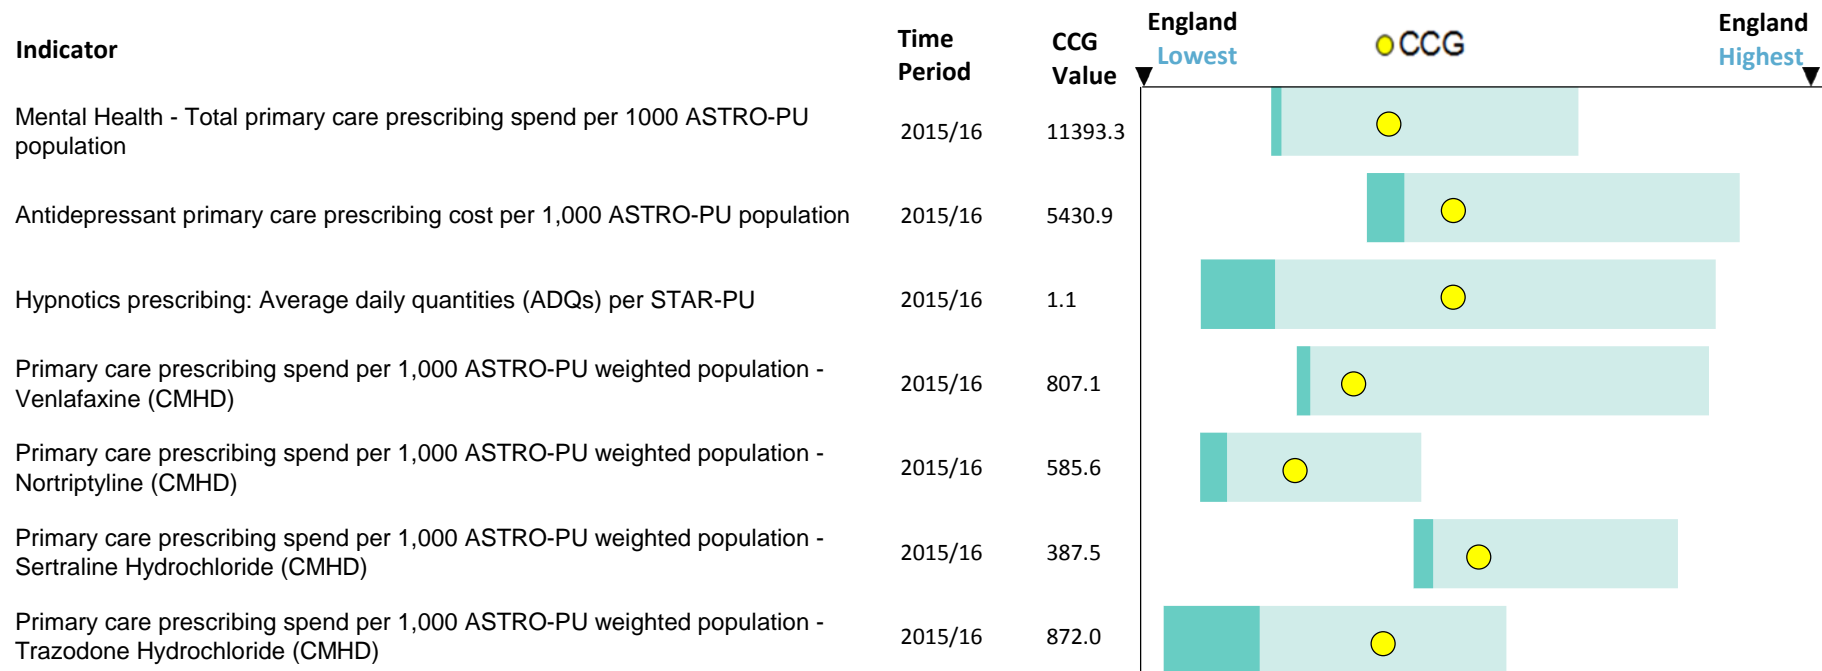 Indicator
Time
Period
CCG
Value
England
Lowest
CCG
England
Highest
Mental Health - Total primary care prescribing spend per 1000 ASTRO-PU
population
2015/16
11393.3
Antidepressant primary care prescribing cost per 1,000 ASTRO-PU population
2015/16
5430.9
Hypnotics prescribing: Average daily quantities (ADQs) per STAR-PU
2015/16
1.1
Primary care prescribing spend per 1,000 ASTRO-PU weighted population -
Venlafaxine (CMHD)
2015/16
807.1
Primary care prescribing spend per 1,000 ASTRO-PU weighted population -
Nortriptyline (CMHD)
2015/16
585.6
Primary care prescribing spend per 1,000 ASTRO-PU weighted population -
Sertraline Hydrochloride (CMHD)
2015/16
387.5
Primary care prescribing spend per 1,000 ASTRO-PU weighted population -
Trazodone Hydrochloride (CMHD)
2015/16
872.0